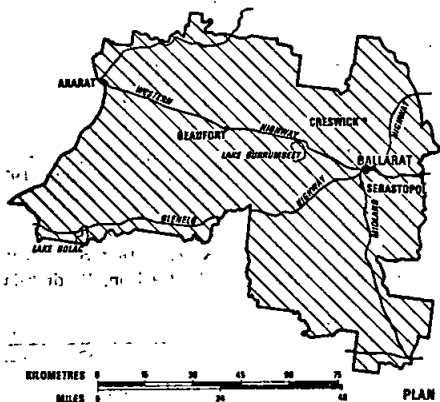 ARARAT
WESTERN
HIGHWAY
BEAUFORT
CRESWICK
HIGHWAY
LAKE BURRUMBEET
BALLARAT
SEBASTOPOL
HIGHWAY
MIDLAND
GLENELG
LAKE BOLAC
KILOMETRES 0 15 30 45 60 75
MILES 0 24 48
PLAN